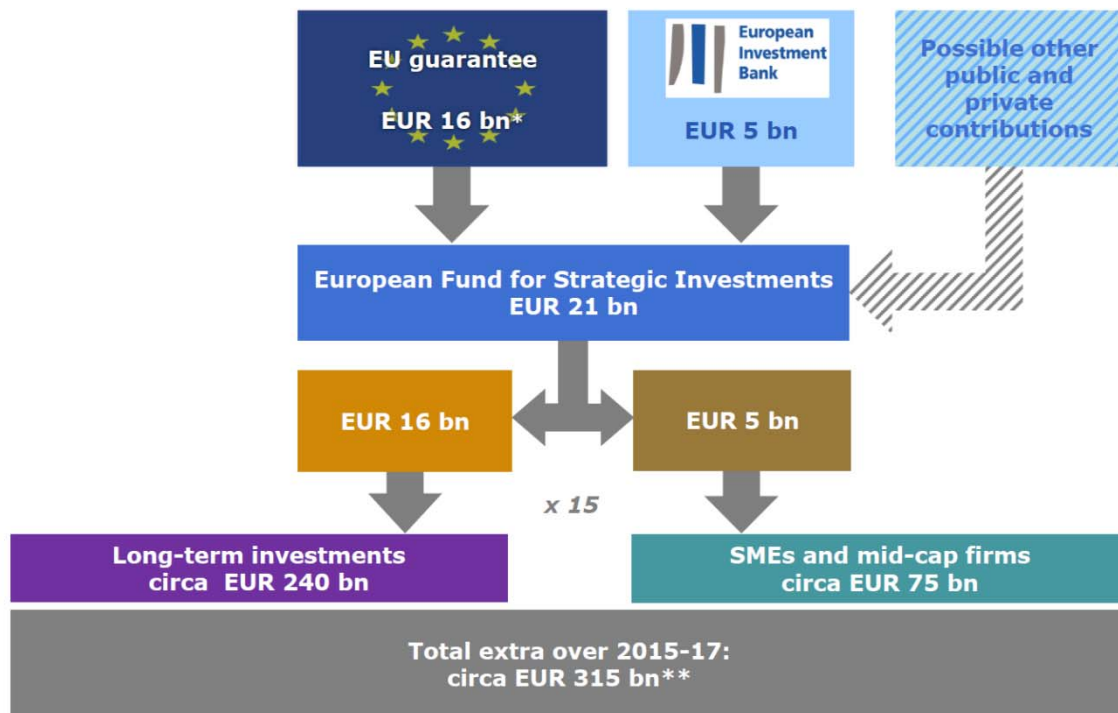 EU guarantee
EUR 16 bn*
European
Investment
Bank
EUR 5 bn
Possible other
public and
private
contributions
European Fund for Strategic Investments
EUR 21 bn
EUR 16 bn
EUR 5 bn
x 15
Long-term investments
circa EUR 240 bn
SMEs and mid-cap firms
circa EUR 75 bn
Total extra over 2015-17:
circa EUR 315 bn**